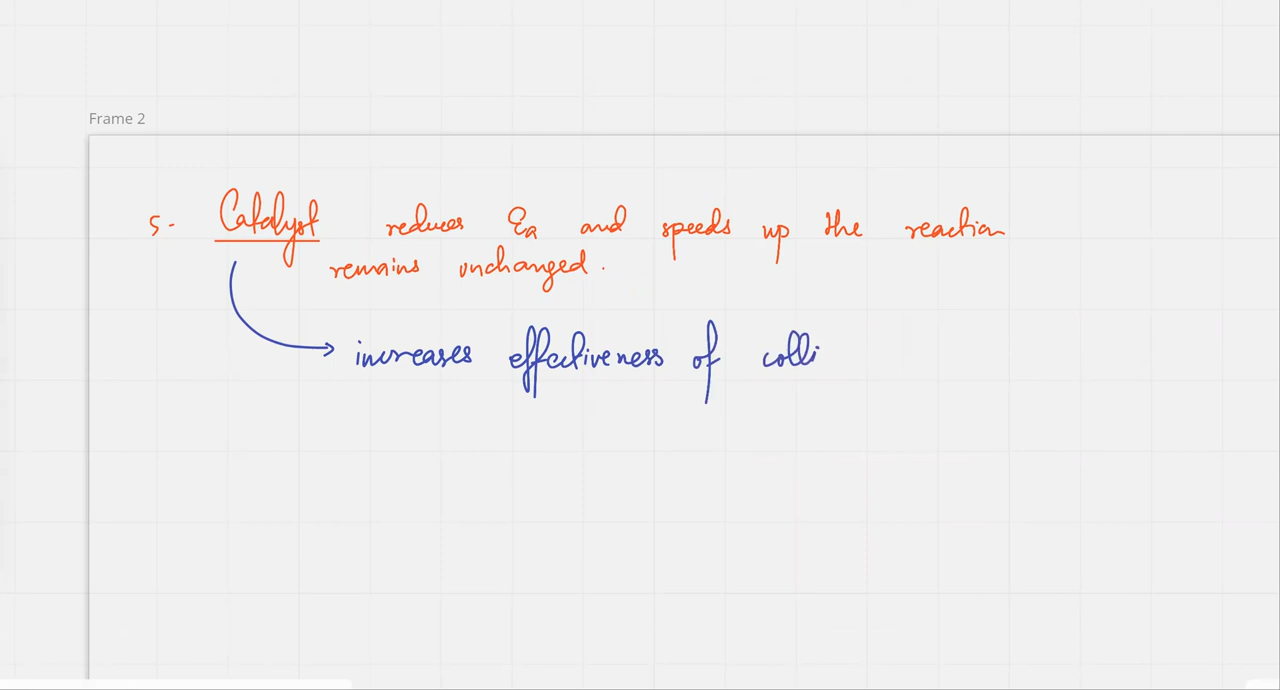 Frame 2
5. Catalyst reduces Ea and speeds up the reaction
remains unchanged.
increases effectiveness of colli